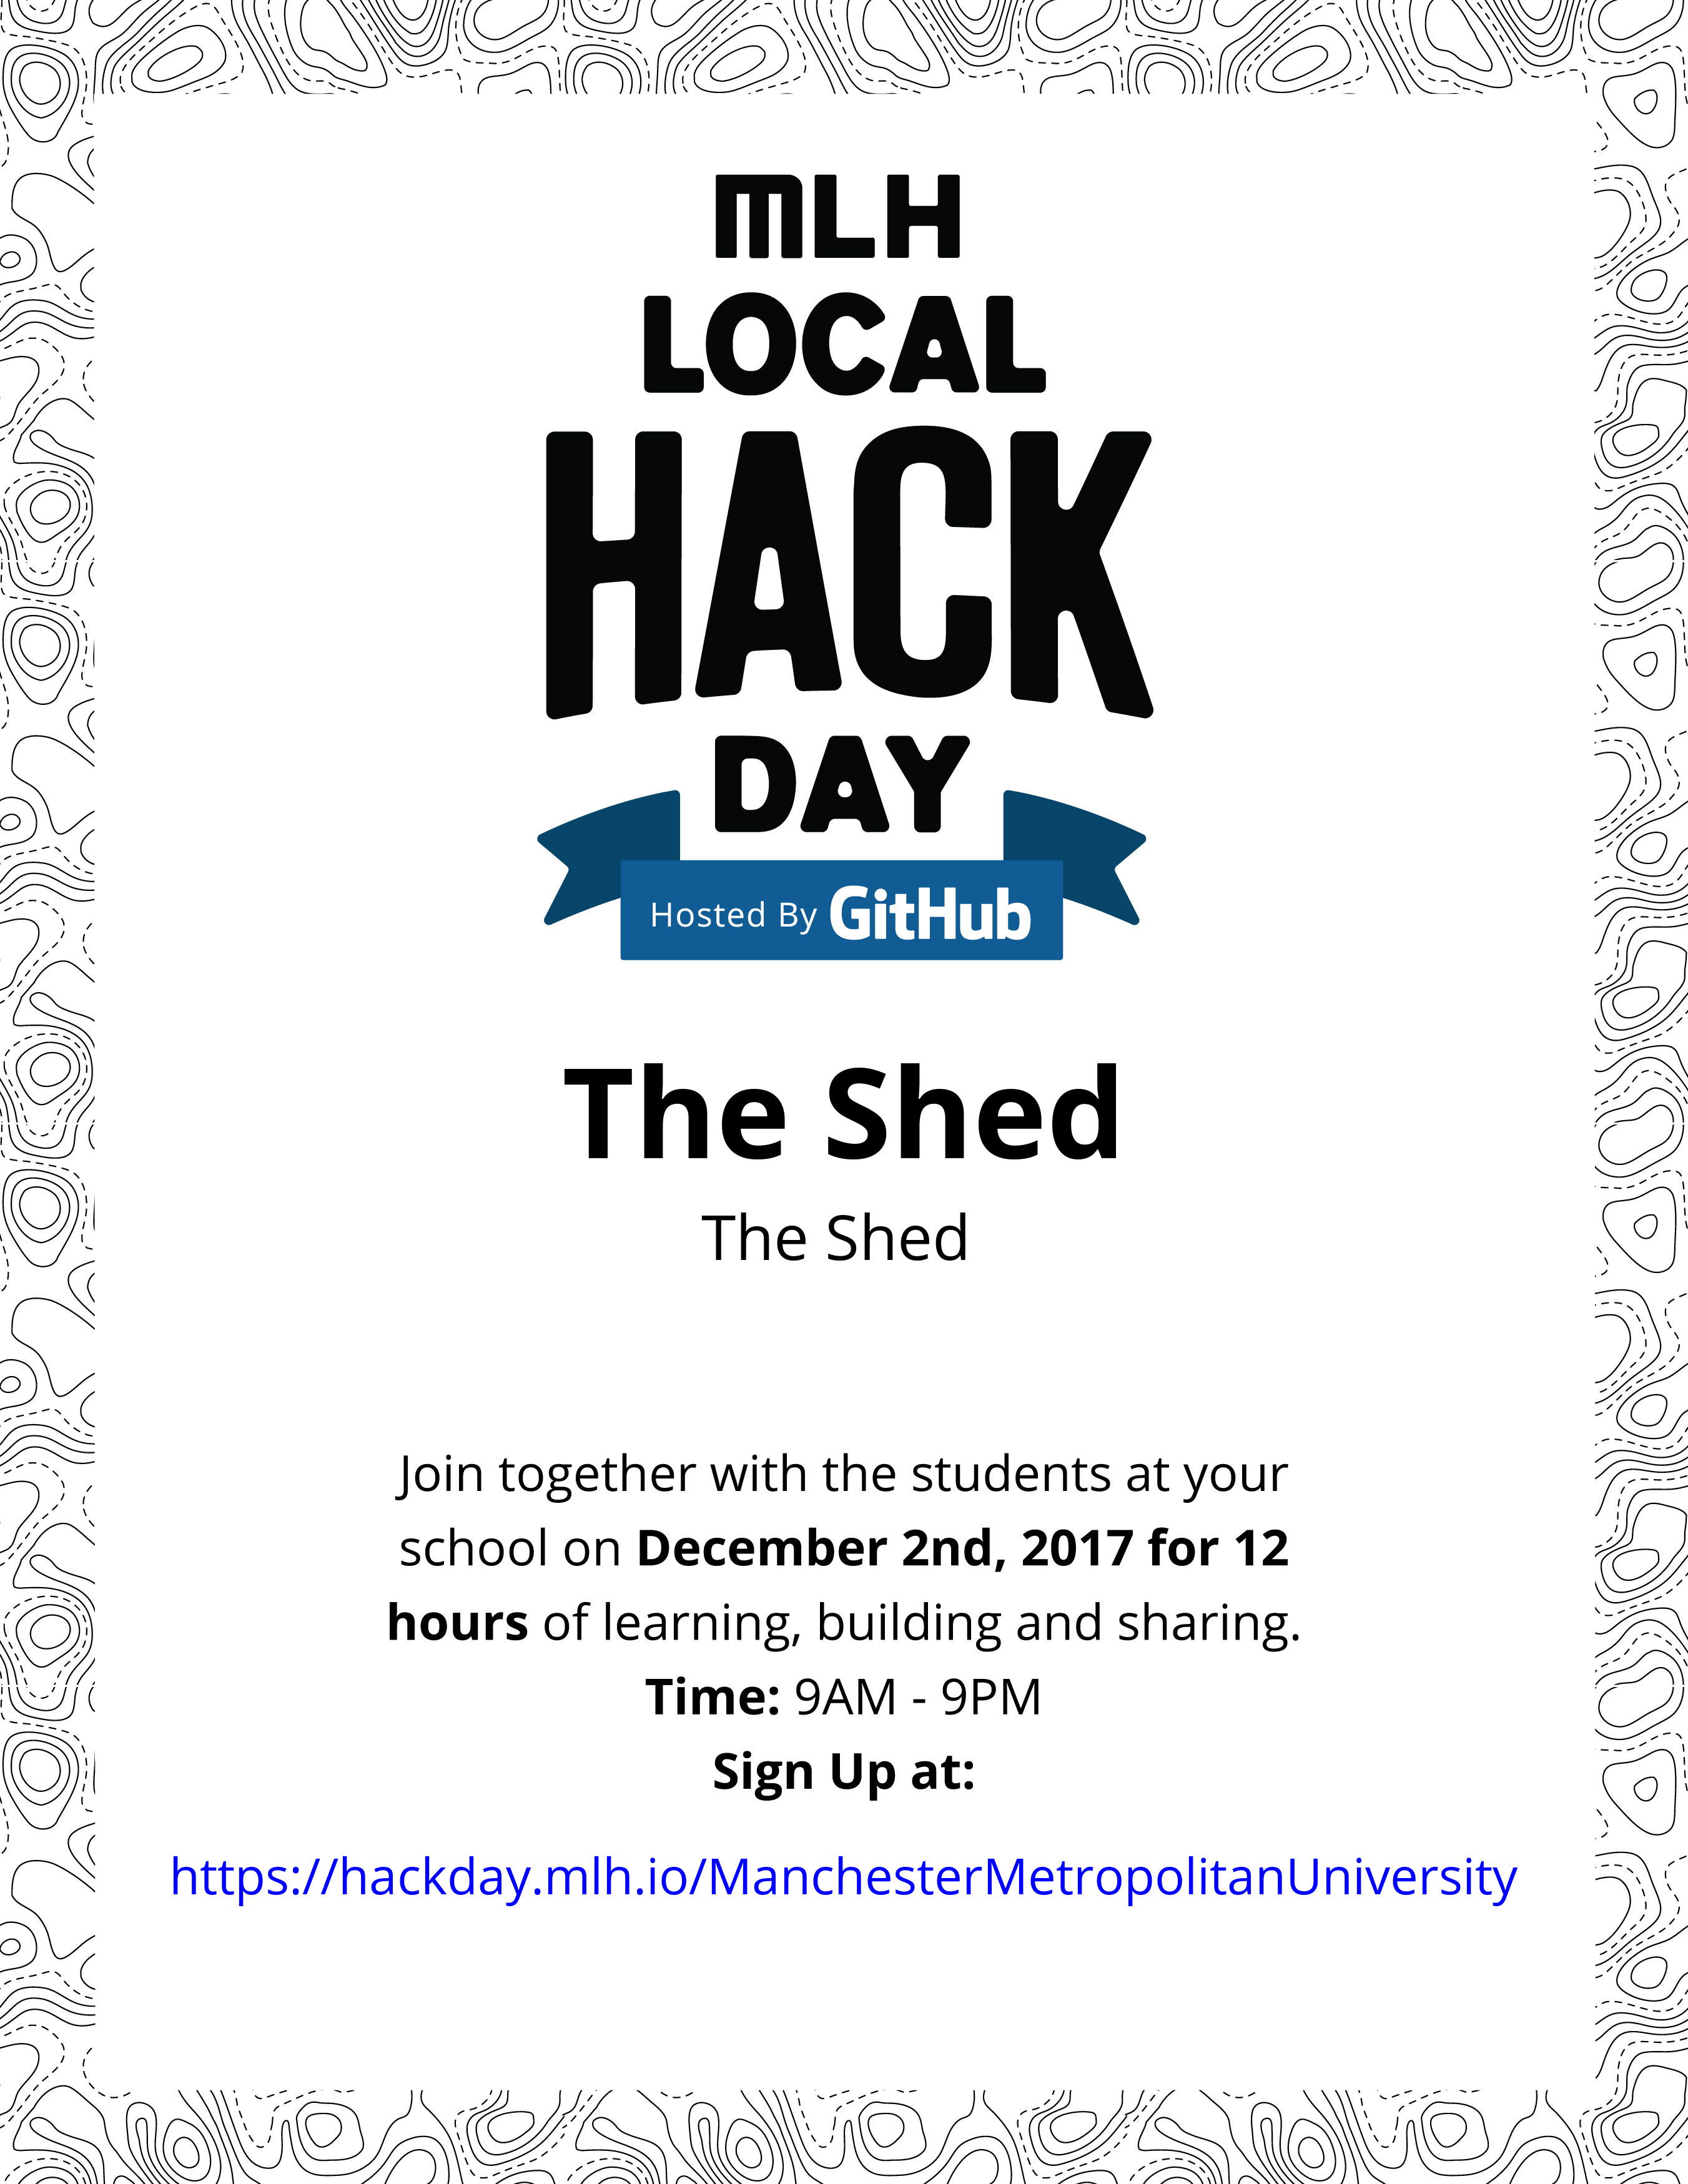 MLH
LOCAL
HACK
DAY
Hosted By GitHub
The Shed
The Shed
Join together with the students at your
school on December 2nd, 2017 for 12
hours of learning, building and sharing.
Time: 9AM - 9PM
Sign Up at:
https://hackday.mlh.io/ManchesterMetropolitanUniversity